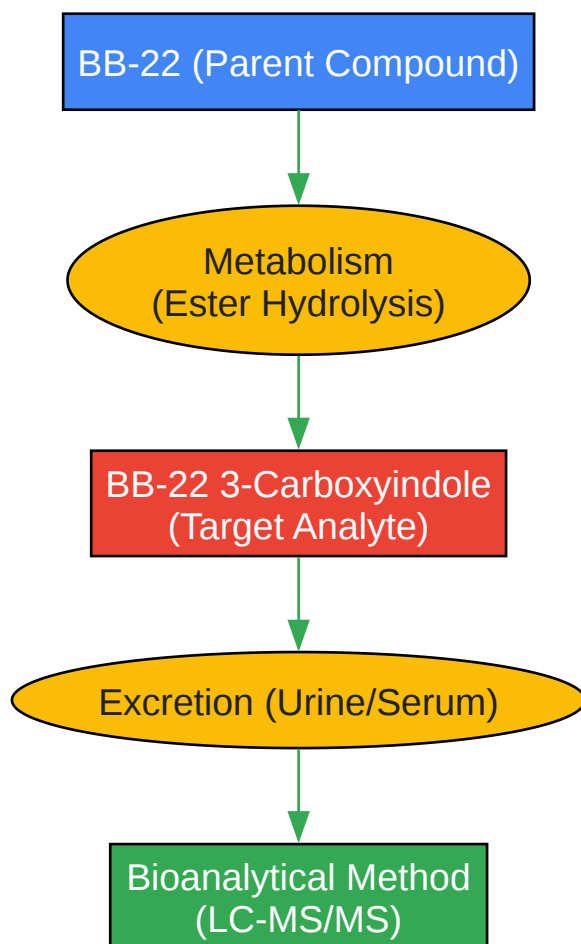 BB-22 (Parent Compound)
Metabolism
(Ester Hydrolysis)
BB-22 3-Carboxyindole
(Target Analyte)
Excretion (Urine/Serum)
Bioanalytical Method
(LC-MS/MS)